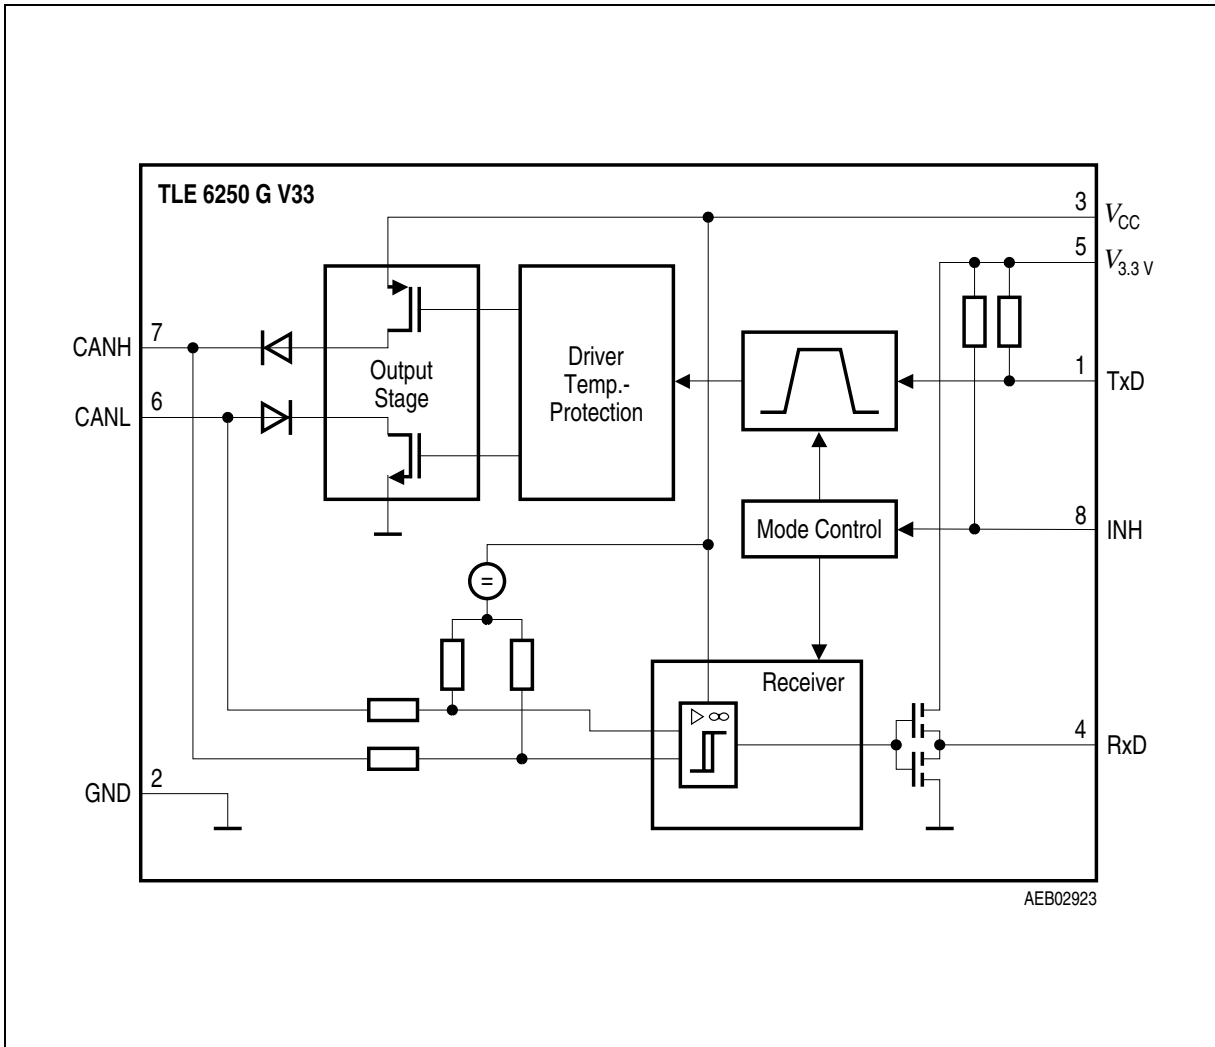 TLE 6250 G V33
3
VCC
5
V3.3 V
7
CANH
Output
Stage
Driver
Temp.-
Protection
1
TxD
6
CANL
8
INH
Mode Control
=
Receiver
▷ ∞
4
RxD
2
GND
AEB02923